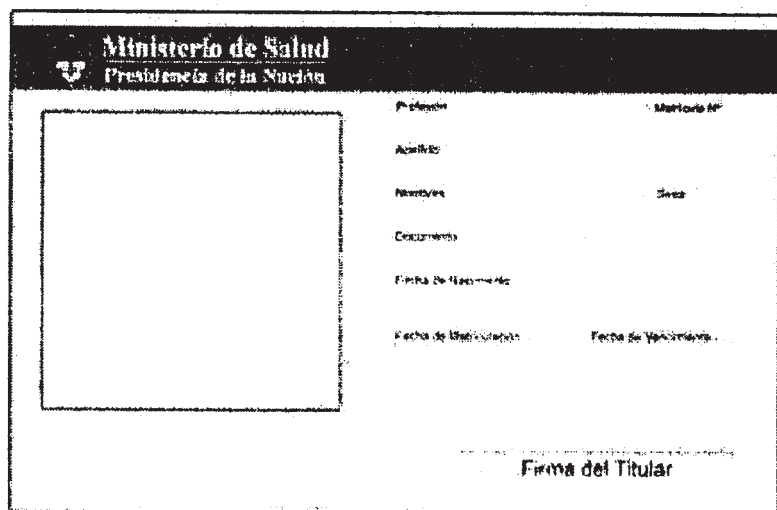 Ministerio de Salud
Presidencia de la Nación
Profesión Matrícula Nº
Apellido
Nombres Sexo
Documento
Fecha de Nacimiento
Fecha de Matriculación Fecha de Vencimiento
Firma del Titular